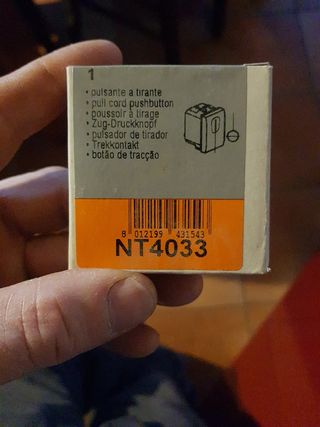 1
• pulsante a tirante
• pull cord pushbutton
• poussoir à tirage
• Zug-Druckknopf
• pulsador de tirador
• Trekkontakt
• botão de tracção
8 012199 431543
NT4033